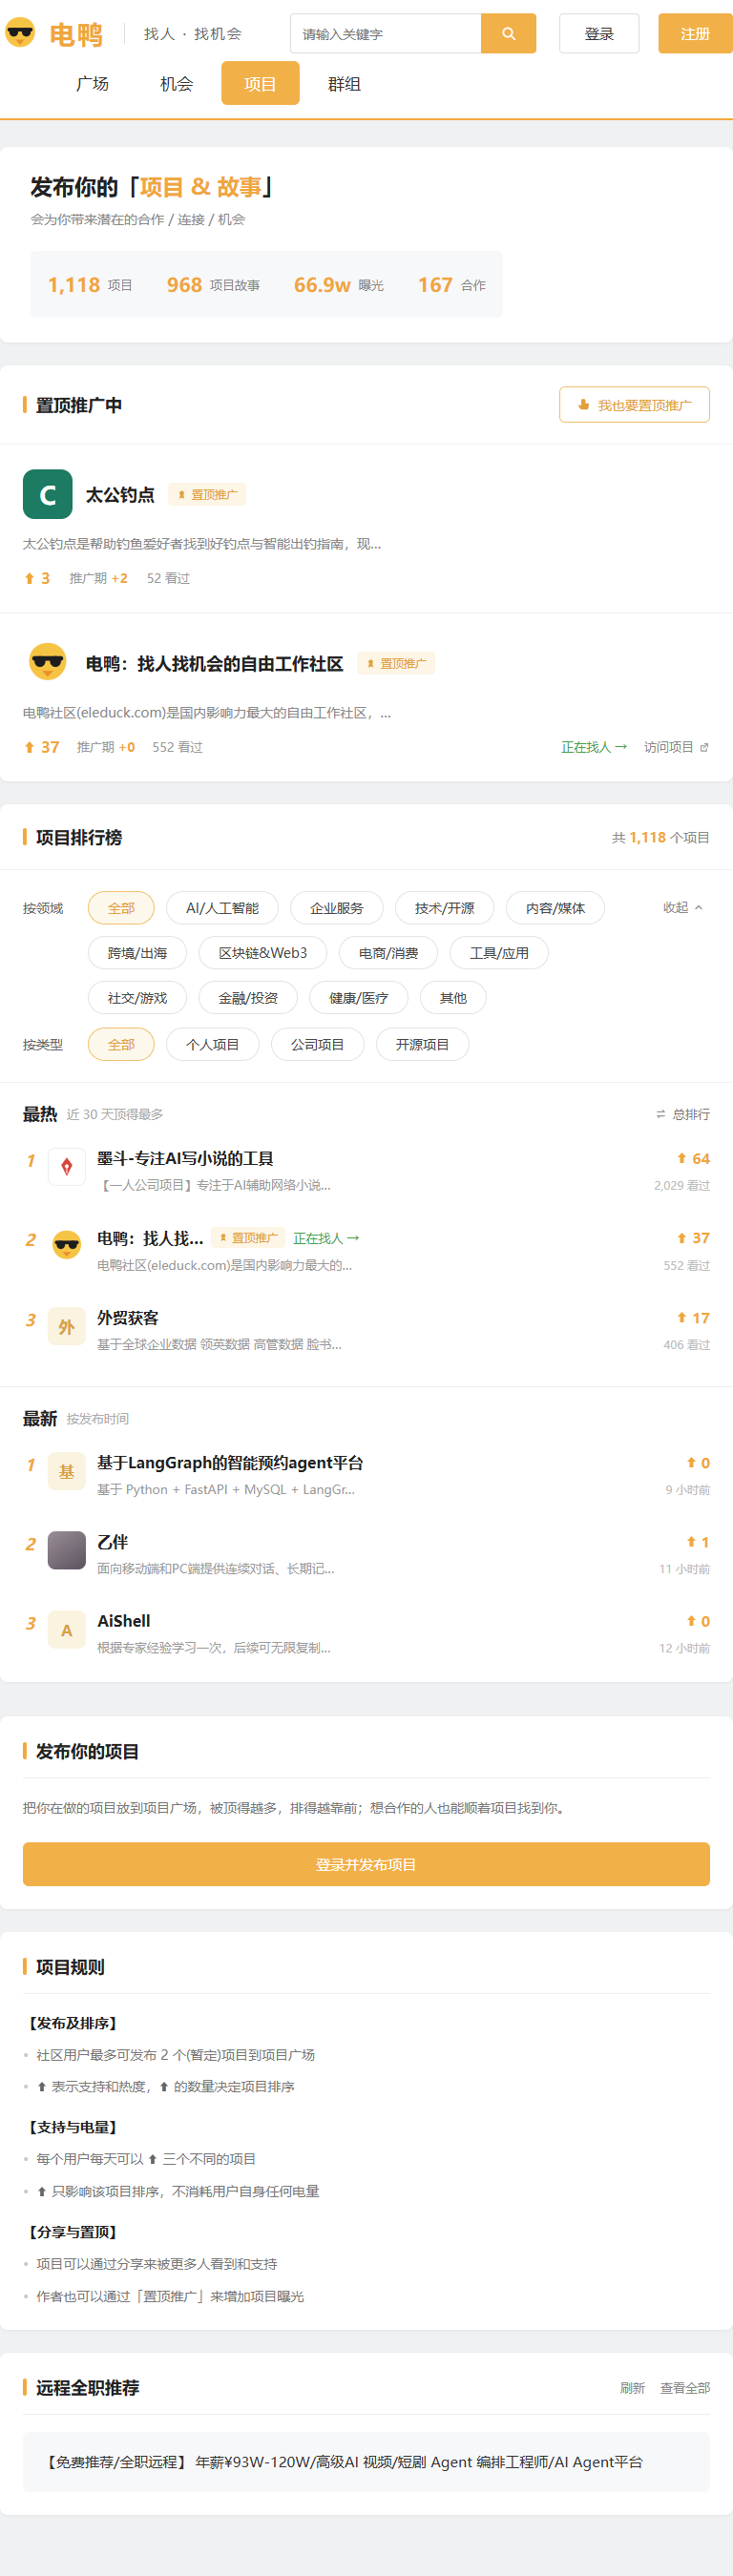 电鸭
找人 · 找机会
请输入关键字
登录
注册
广场
机会
项目
群组
发布你的「项目 & 故事」
会为你带来潜在的合作 / 连接 / 机会
1,118 项目 968 项目故事 66.9w 曝光 167 合作
置顶推广中
我也要置顶推广
C
太公钓点
置顶推广
太公钓点是帮助钓鱼爱好者找到好钓点与智能出钓指南，现...
3 推广期 +2 52 看过
电鸭：找人找机会的自由工作社区
置顶推广
电鸭社区(eleduck.com)是国内影响力最大的自由工作社区，...
37 推广期 +0 552 看过
正在找人 → 访问项目
项目排行榜
共 1,118 个项目
按领域 全部 AI/人工智能 企业服务 技术/开源 内容/媒体 收起
跨境/出海 区块链&Web3 电商/消费 工具/应用
社交/游戏 金融/投资 健康/医疗 其他
按类型 全部 个人项目 公司项目 开源项目
最热 近 30 天顶得最多
总排行
1 墨斗-专注AI写小说的工具 64
【一人公司项目】专注于AI辅助网络小说... 2,029 看过
2 电鸭：找人找... 置顶推广 正在找人 → 37
电鸭社区(eleduck.com)是国内影响力最大的... 552 看过
3 外 外贸获客 17
基于全球企业数据 领英数据 高管数据 脸书... 406 看过
最新 按发布时间
1 基 基于LangGraph的智能预约agent平台 0
基于 Python + FastAPI + MySQL + LangGr... 9 小时前
2 乙伴 1
面向移动端和PC端提供连续对话、长期记... 11 小时前
3 A AiShell 0
根据专家经验学习一次，后续可无限复制... 12 小时前
发布你的项目
把你在做的项目放到项目广场，被顶得越多，排得越靠前；想合作的人也能顺着项目找到你。
登录并发布项目
项目规则
【发布及排序】
• 社区用户最多可发布 2 个(暂定)项目到项目广场
• ⬆ 表示支持和热度，⬆ 的数量决定项目排序
【支持与电量】
• 每个用户每天可以 ⬆ 三个不同的项目
• ⬆ 只影响该项目排序，不消耗用户自身任何电量
【分享与置顶】
• 项目可以通过分享来被更多人看到和支持
• 作者也可以通过「置顶推广」来增加项目曝光
远程全职推荐
刷新 查看全部
【免费推荐/全职远程】 年薪¥93W-120W/高级AI 视频/短剧 Agent 编排工程师/AI Agent平台